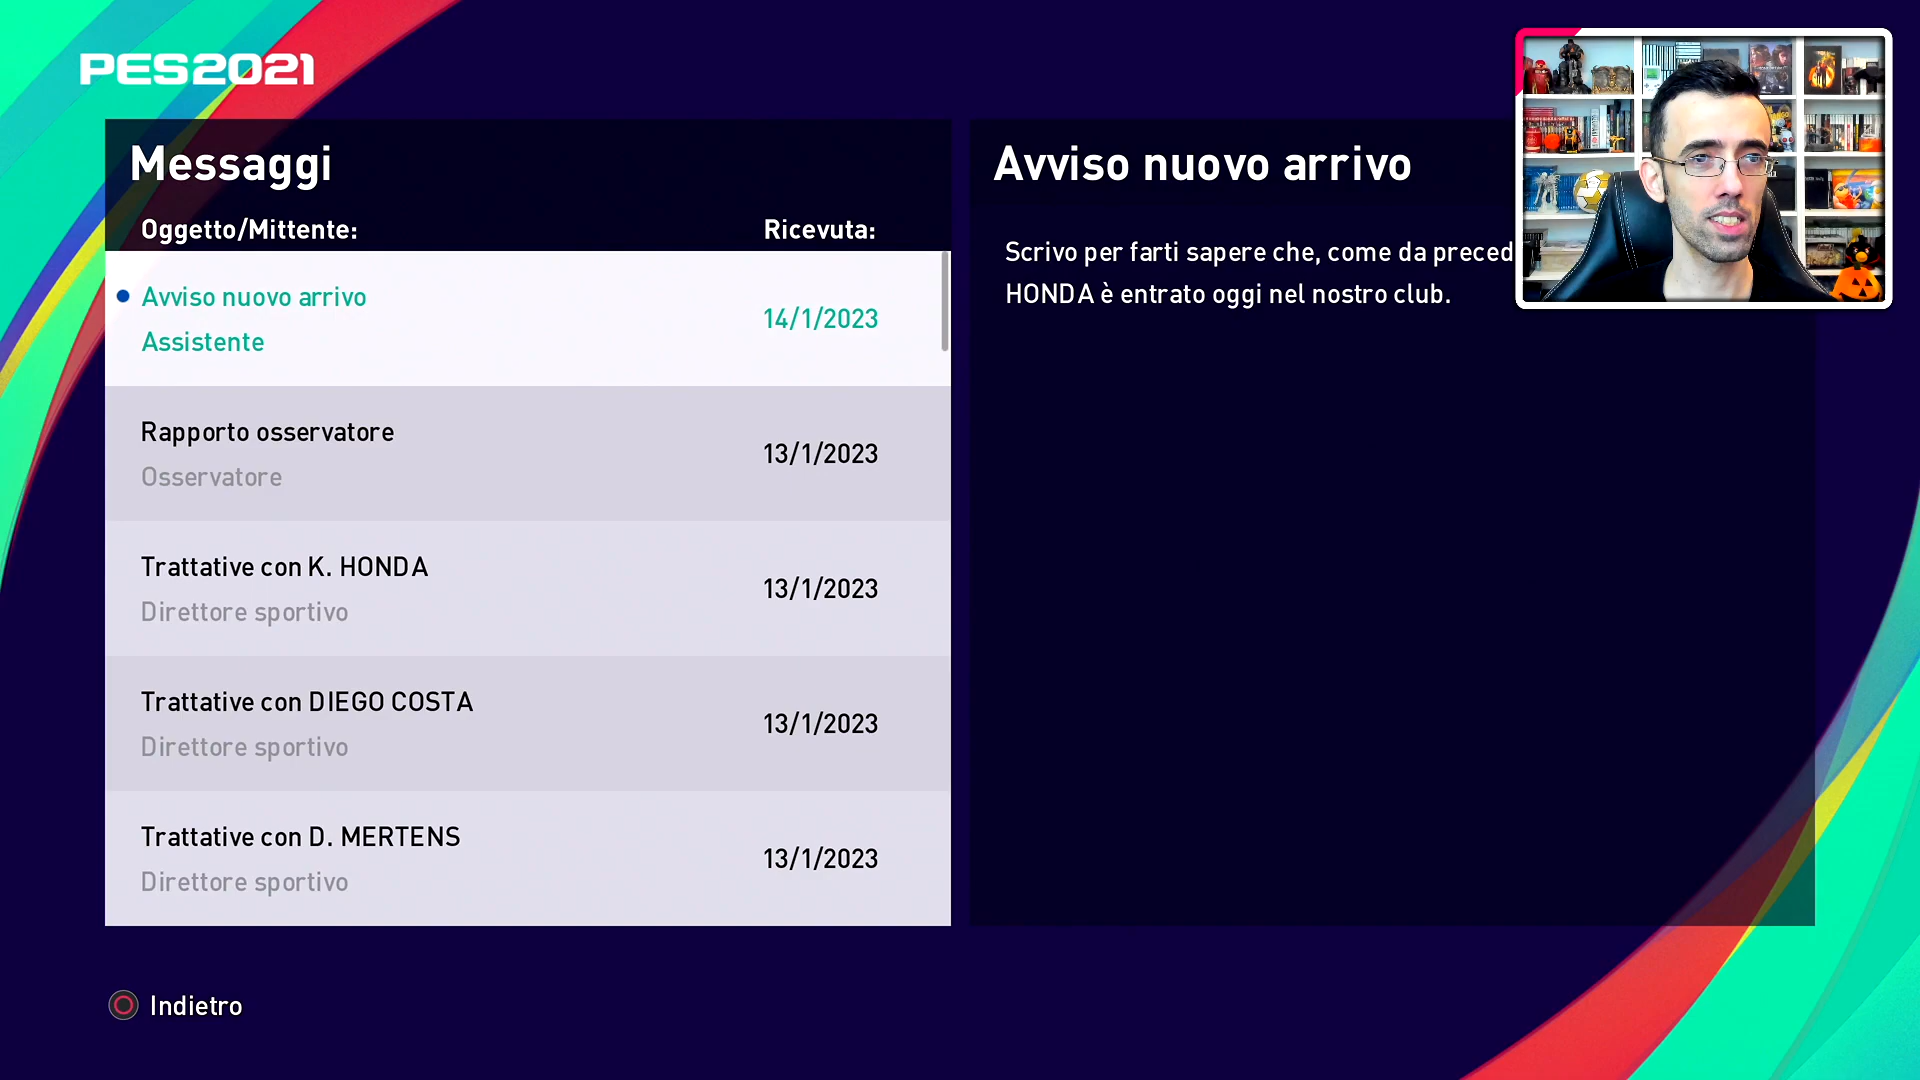 PES2021
Messaggi
Oggetto/Mittente:
Ricevuta:
Avviso nuovo arrivo
Assistente
14/1/2023
Rapporto osservatore
Osservatore
13/1/2023
Trattative con K. HONDA
Direttore sportivo
13/1/2023
Trattative con DIEGO COSTA
Direttore sportivo
13/1/2023
Trattative con D. MERTENS
Direttore sportivo
13/1/2023
Avviso nuovo arrivo
Scrivo per farti sapere che, come da preced
HONDA è entrato oggi nel nostro club.
Indietro